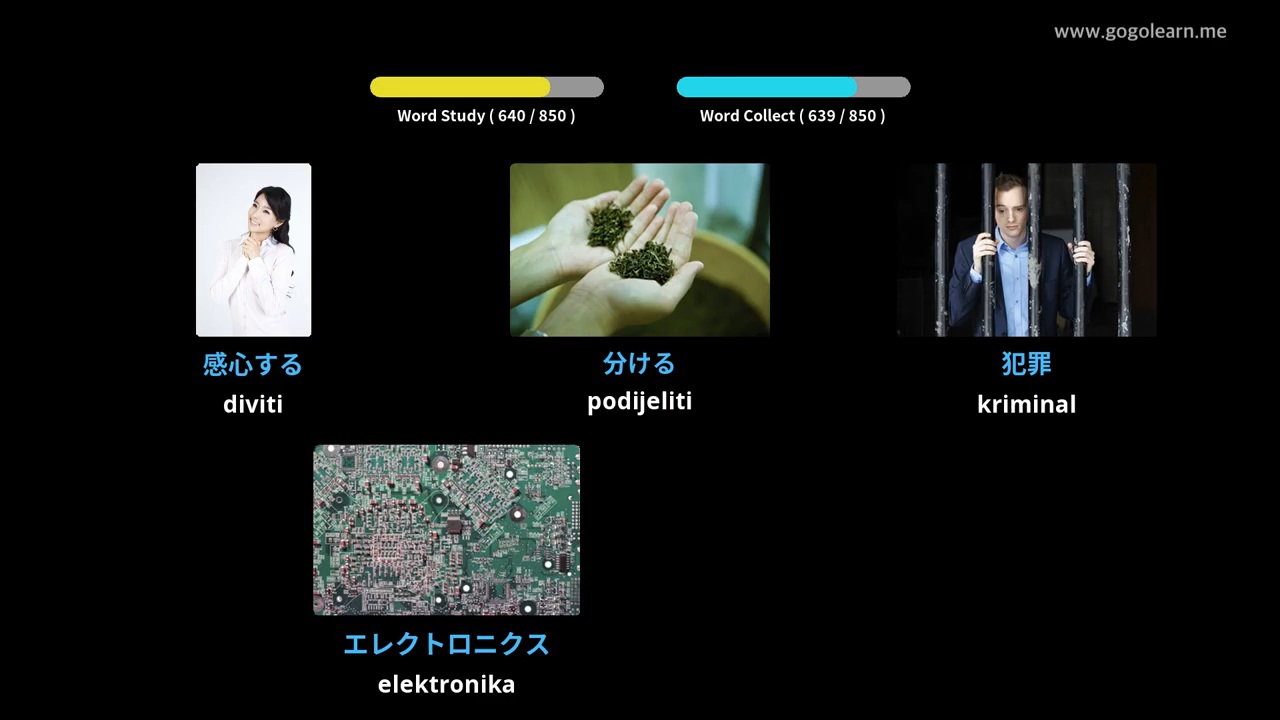 www.gogolearn.me
Word Study ( 640 / 850 )
Word Collect ( 639 / 850 )
感心する
diviti
分ける
podijeliti
犯罪
kriminal
エレクトロニクス
elektronika